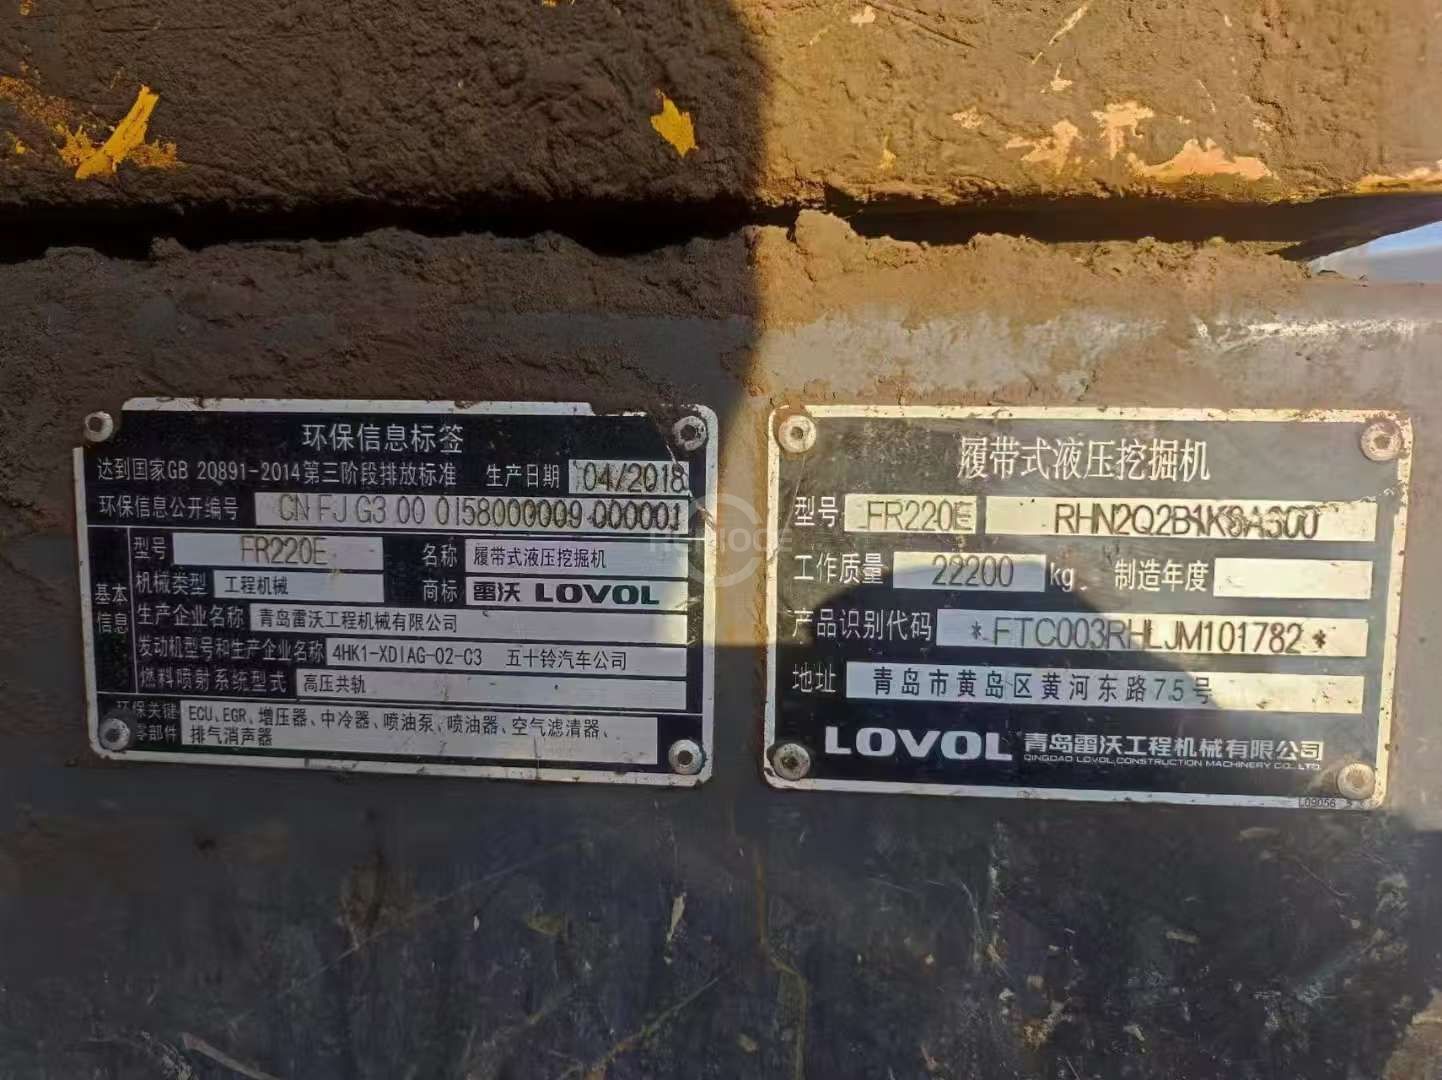 环保信息标签
达到国家GB 20891-2014第三阶段排放标准 生产日期 04/2018
环保信息公开编号 CN FJ G3 00 0158000009 000001
基本信息
型号 FR220E 名称 履带式液压挖掘机
机械类型 工程机械 商标 雷沃 LOVOL
生产企业名称 青岛雷沃工程机械有限公司
发动机型号和生产企业名称 4HK1-XDIAG-02-C3 五十铃汽车公司
燃料喷射系统型式 高压共轨
环保关键零部件 ECU、EGR、增压器、中冷器、喷油泵、喷油器、空气滤清器、
排气消声器
履带式液压挖掘机
型号 FR220E
工作质量 22200 kg 制造年度
产品识别代码 *FTC003RHLJM101782*
地址 青岛市黄岛区黄河东路75号
LOVOL 青岛雷沃工程机械有限公司
QINGDAO LOVOL CONSTRUCTION MACHINERY CO., LTD.
L09056